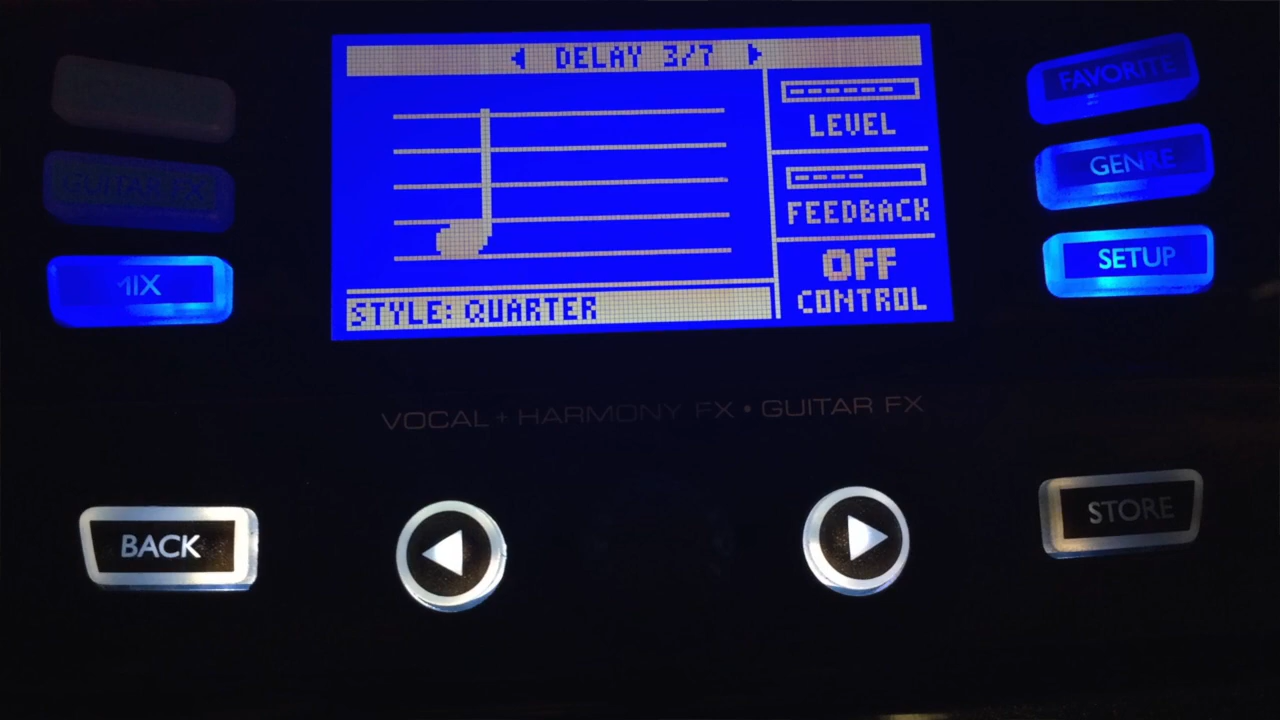 DELAY 3/7
LEVEL
FEEDBACK
OFF
CONTROL
STYLE: QUARTER
FAVORITE
GENRE
SETUP
MIX
VOCAL + HARMONY FX • GUITAR FX
BACK
STORE